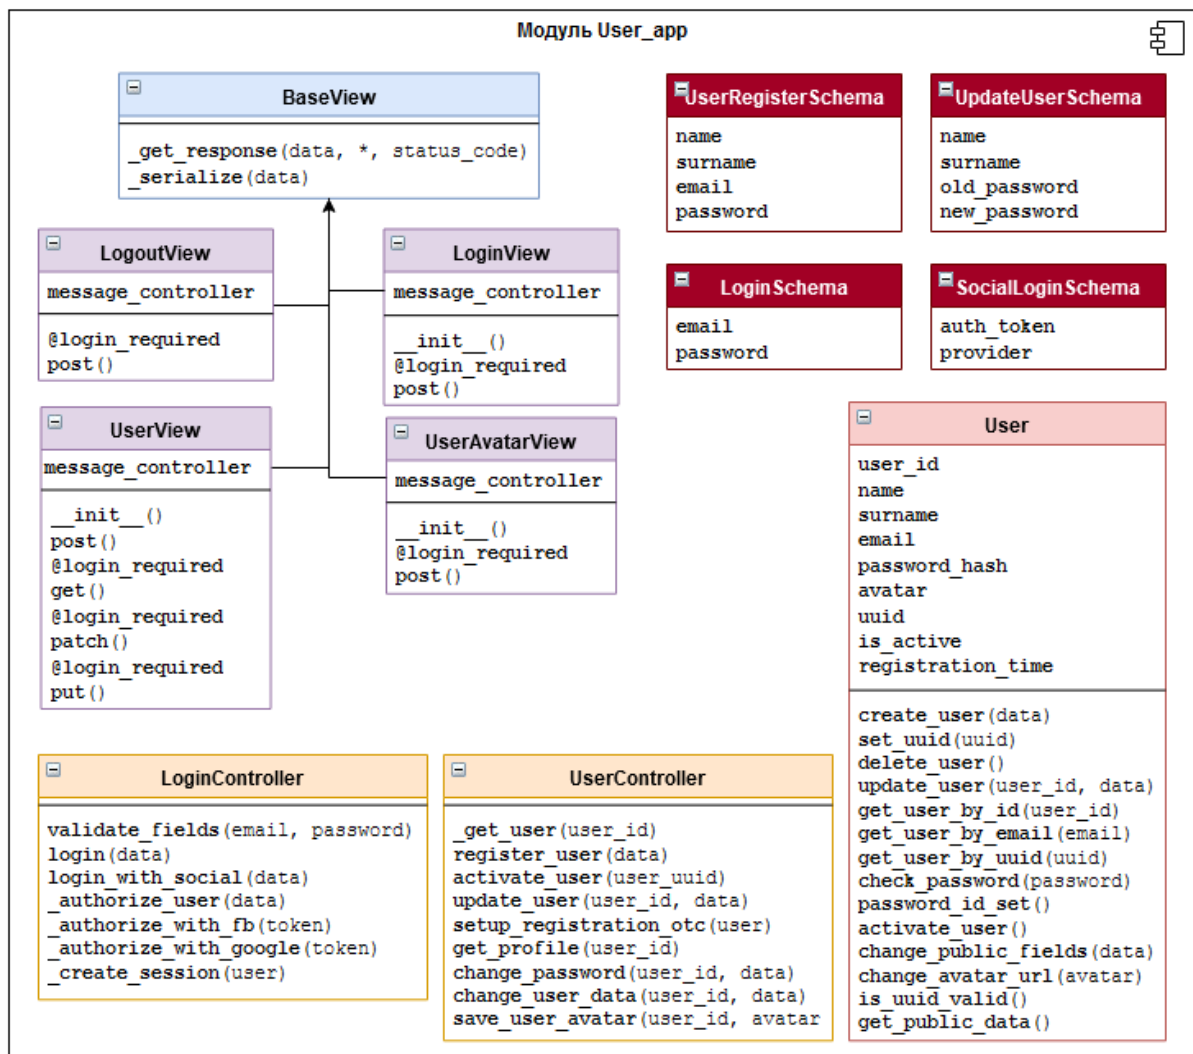 Модуль User_app
BaseView
_get_response(data, *, status_code)
_serialize(data)
LogoutView
message_controller
@login_required
post()
LoginView
message_controller
__init__()
@login_required
post()
UserView
message_controller
__init__()
post()
@login_required
get()
@login_required
patch()
@login_required
put()
UserAvatarView
message_controller
__init__()
@login_required
post()
UserRegisterSchema
name
surname
email
password
UpdateUserSchema
name
surname
old_password
new_password
LoginSchema
email
password
SocialLoginSchema
auth_token
provider
User
user_id
name
surname
email
password_hash
avatar
uuid
is_active
registration_time
create_user(data)
set_uuid(uuid)
delete_user()
update_user(user_id, data)
get_user_by_id(user_id)
get_user_by_email(email)
get_user_by_uuid(uuid)
check_password(password)
password_id_set()
activate_user()
change_public_fields(data)
change_avatar_url(avatar)
is_uuid_valid()
get_public_data()
LoginController
validate_fields(email, password)
login(data)
login_with_social(data)
_authorize_user(data)
_authorize_with_fb(token)
_authorize_with_google(token)
_create_session(user)
UserController
_get_user(user_id)
register_user(data)
activate_user(user_uuid)
update_user(user_id, data)
setup_registration_otc(user)
get_profile(user_id)
change_password(user_id, data)
change_user_data(user_id, data)
save_user_avatar(user_id, avatar